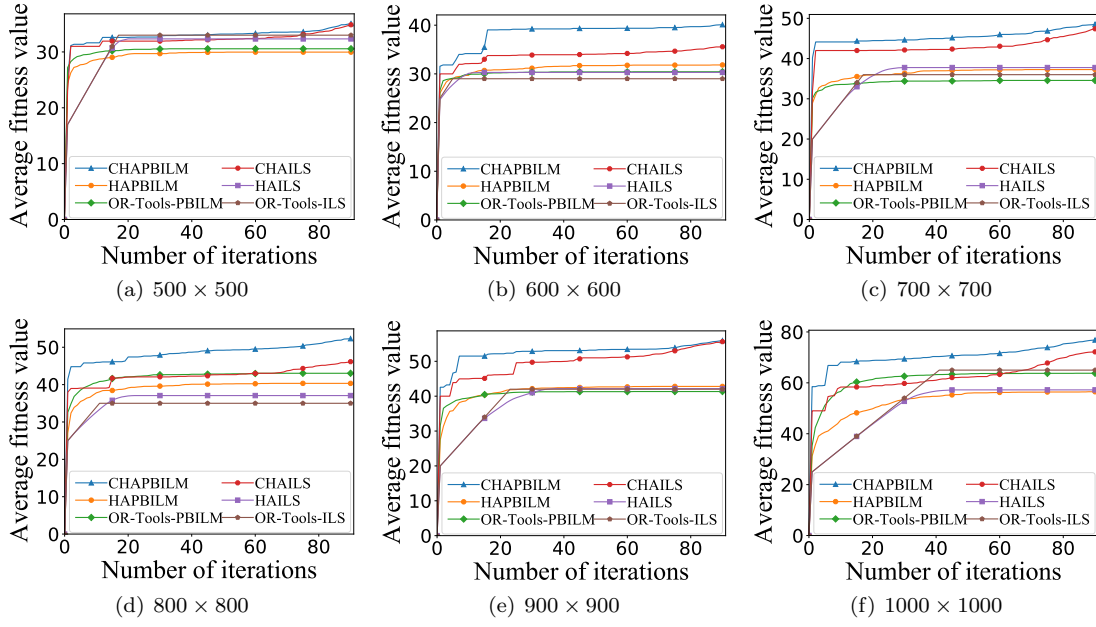 Average fitness value
30
20
10
0
CHAPBILM CHAILS
HAPBILM HAILS
OR-Tools-PBILM OR-Tools-ILS
0 20 40 60 80
Number of iterations
(a) 500 × 500
Average fitness value
40
30
20
10
0
CHAPBILM CHAILS
HAPBILM HAILS
OR-Tools-PBILM OR-Tools-ILS
0 20 40 60 80
Number of iterations
(b) 600 × 600
Average fitness value
50
40
30
20
10
0
CHAPBILM CHAILS
HAPBILM HAILS
OR-Tools-PBILM OR-Tools-ILS
0 20 40 60 80
Number of iterations
(c) 700 × 700
Average fitness value
50
40
30
20
10
0
CHAPBILM CHAILS
HAPBILM HAILS
OR-Tools-PBILM OR-Tools-ILS
0 20 40 60 80
Number of iterations
(d) 800 × 800
Average fitness value
50
40
30
20
10
0
CHAPBILM CHAILS
HAPBILM HAILS
OR-Tools-PBILM OR-Tools-ILS
0 20 40 60 80
Number of iterations
(e) 900 × 900
Average fitness value
80
60
40
20
0
CHAPBILM CHAILS
HAPBILM HAILS
OR-Tools-PBILM OR-Tools-ILS
0 20 40 60 80
Number of iterations
(f) 1000 × 1000